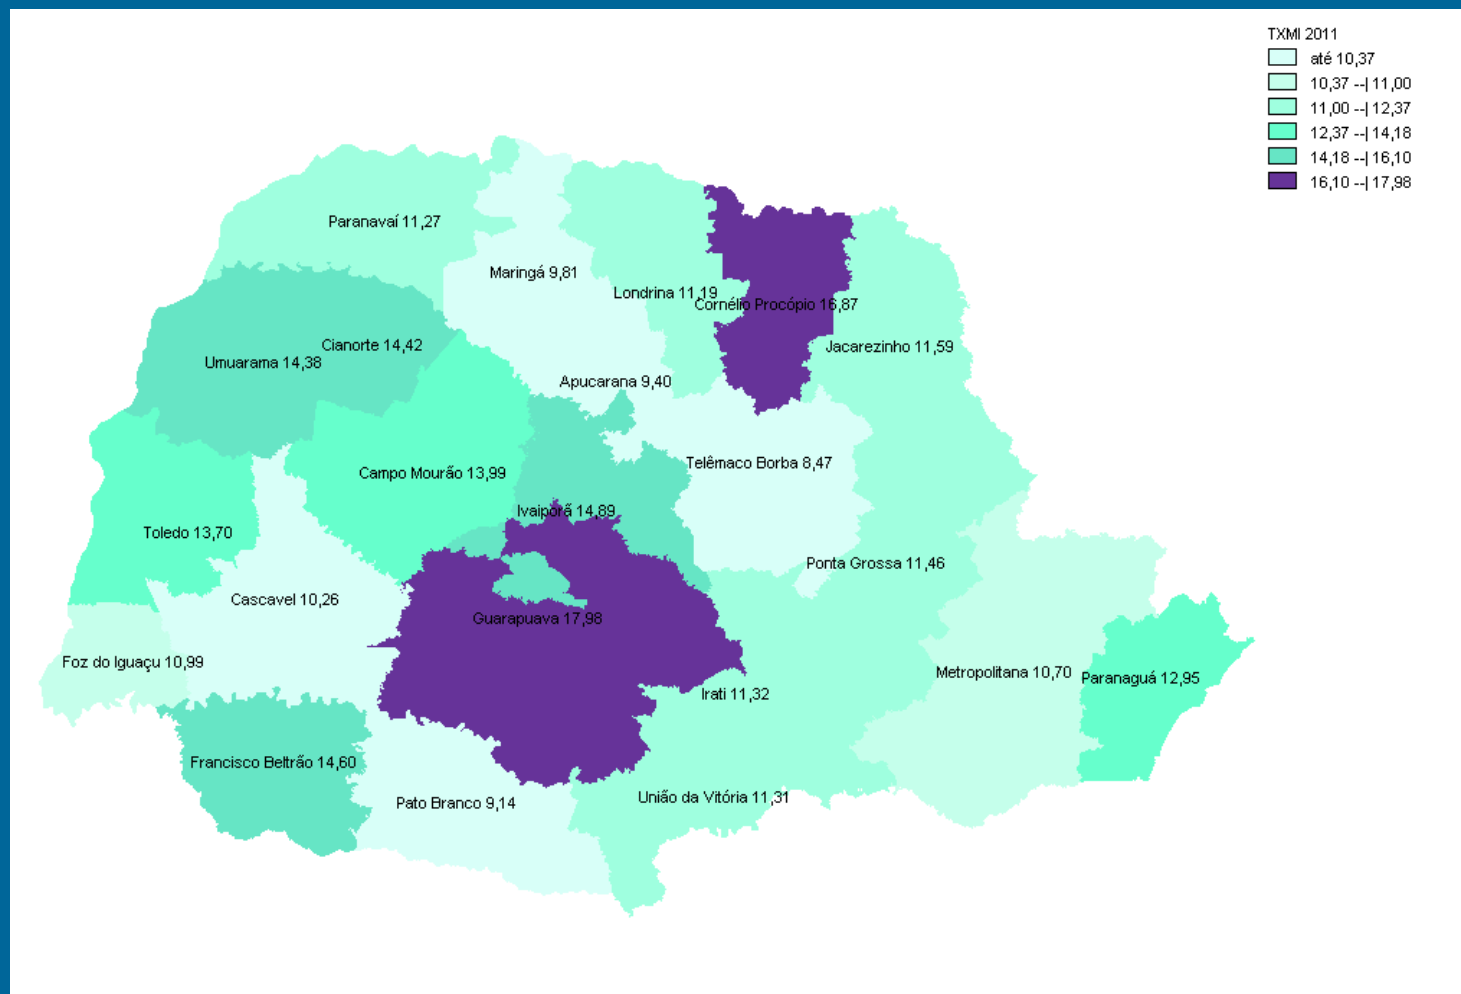 TXMI 2011
até 10,37
10,37 --| 11,00
11,00 --| 12,37
12,37 --| 14,18
14,18 --| 16,10
16,10 --| 17,98
Paranavaí 11,27
Maringá 9,81
Londrina 11,19
Cornélio Procópio 16,87
Cianorte 14,42
Jacarezinho 11,59
Umuarama 14,38
Apucarana 9,40
Telêmaco Borba 8,47
Campo Mourão 13,99
Ivaiporã 14,89
Toledo 13,70
Ponta Grossa 11,46
Cascavel 10,26
Guarapuava 17,98
Foz do Iguaçu 10,99
Metropolitana 10,70
Paranaguá 12,95
Irati 11,32
Francisco Beltrão 14,60
União da Vitória 11,31
Pato Branco 9,14